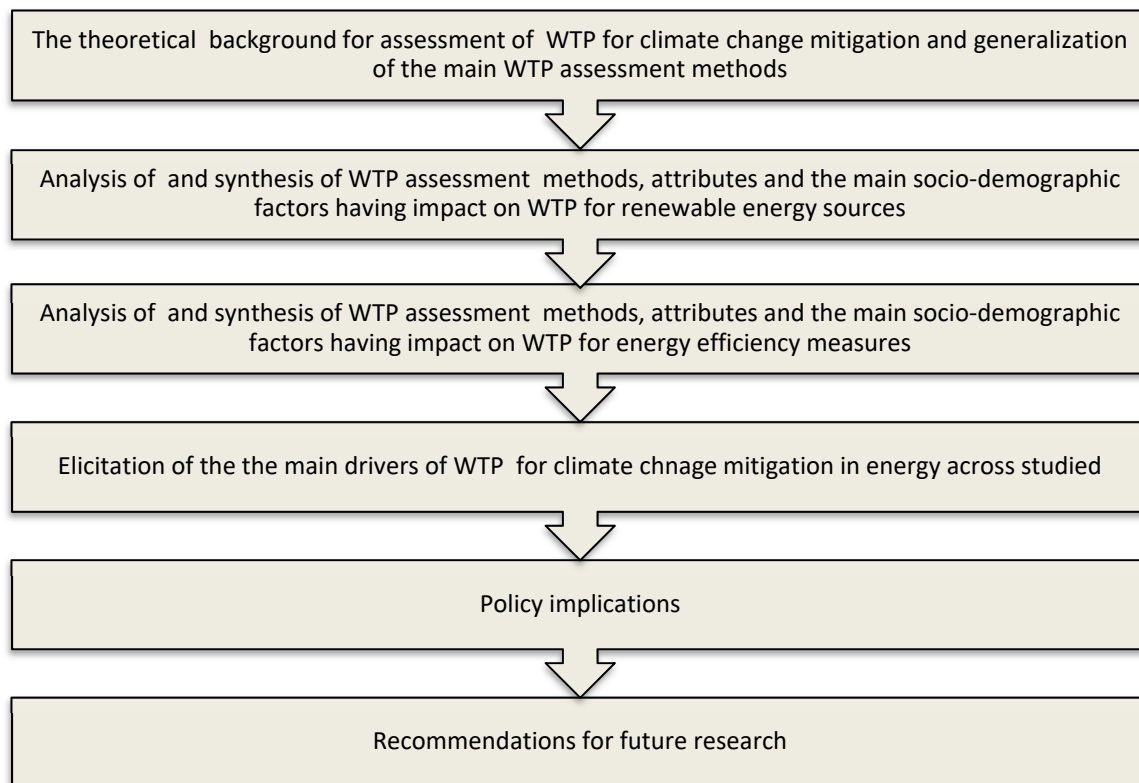 The theoretical background for assessment of WTP for climate change mitigation and generalization
of the main WTP assessment methods
Analysis of and synthesis of WTP assessment methods, attributes and the main socio-demographic
factors having impact on WTP for renewable energy sources
Analysis of and synthesis of WTP assessment methods, attributes and the main socio-demographic
factors having impact on WTP for energy efficiency measures
Elicitation of the the main drivers of WTP for climate chnage mitigation in energy across studied
Policy implications
Recommendations for future research